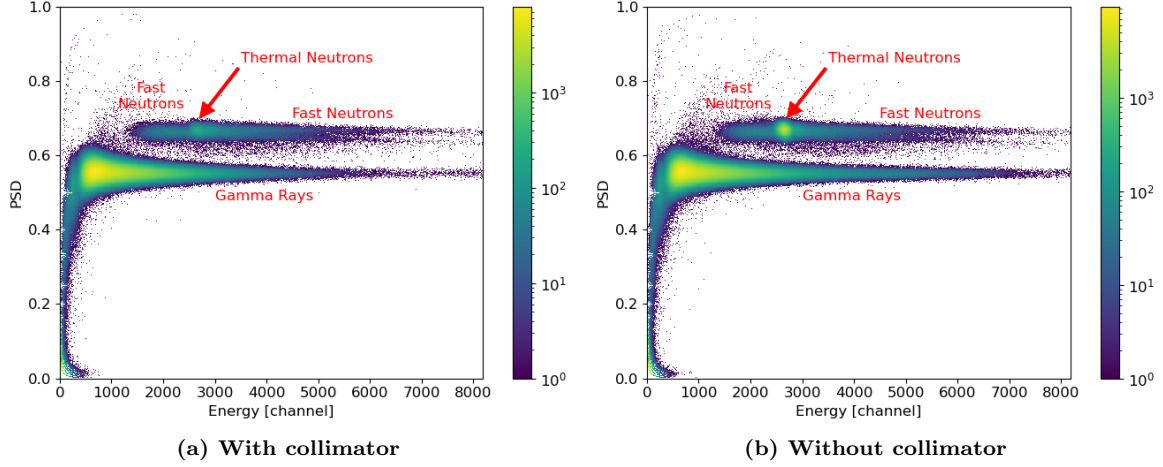 1.0
0.8
0.6
0.4
0.2
0.0
PSD
0
1000
2000
3000
4000
5000
6000
7000
8000
Energy [channel]
Thermal Neutrons
Fast
Neutrons
Fast Neutrons
Gamma Rays
10³
10²
10¹
10⁰
(a) With collimator
1.0
0.8
0.6
0.4
0.2
0.0
PSD
0
1000
2000
3000
4000
5000
6000
7000
8000
Energy [channel]
Thermal Neutrons
Fast
Neutrons
Fast Neutrons
Gamma Rays
10³
10²
10¹
10⁰
(b) Without collimator